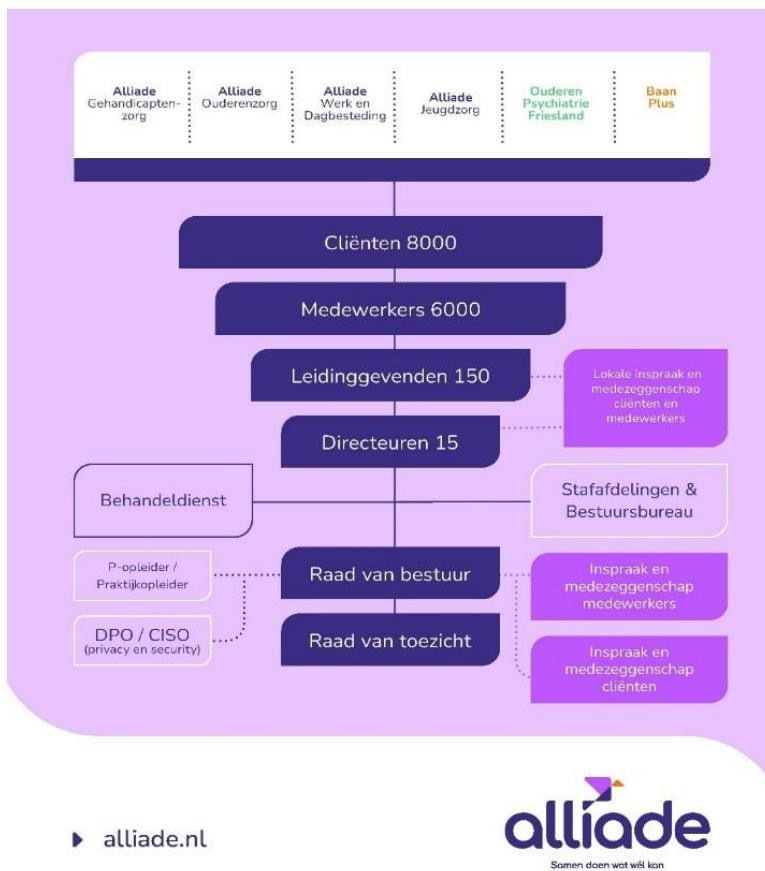 Alliade
Gehandicapten-
zorg
Alliade
Ouderenzorg
Alliade
Werk en
Dagbesteding
Alliade
Jeugdzorg
Ouderen
Psychiatrie
Friesland
Baan
Plus
Cliënten 8000
Medewerkers 6000
Leidinggevenden 150
Lokale inspraak en
medezeggenschap
cliënten en
medewerkers
Directeuren 15
Behandeldienst
Stafafdelingen &
Bestuursbureau
P-opleider /
Praktijkopleider
Raad van bestuur
Inspraak en
medezeggenschap
medewerkers
DPO / CISO
(privacy en security)
Raad van toezicht
Inspraak en
medezeggenschap
cliënten
alliade.nl
alliade
Samen doen wat wél kan